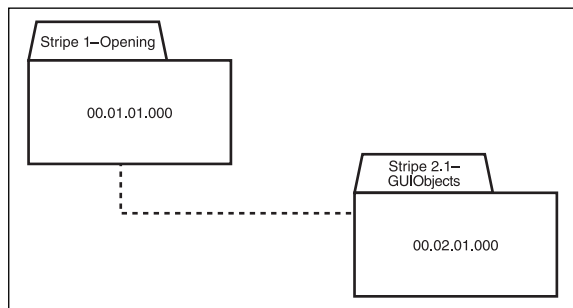 Stripe 1–Opening
00.01.01.000
Stripe 2.1–
GUIObjects
00.02.01.000